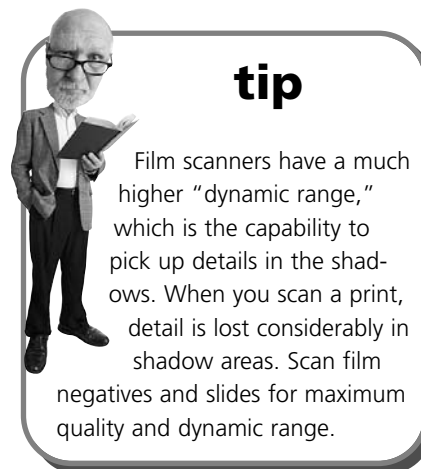 tip
Film scanners have a much
higher “dynamic range,”
which is the capability to
pick up details in the shad-
ows. When you scan a print,
detail is lost considerably in
shadow areas. Scan film
negatives and slides for maximum
quality and dynamic range.